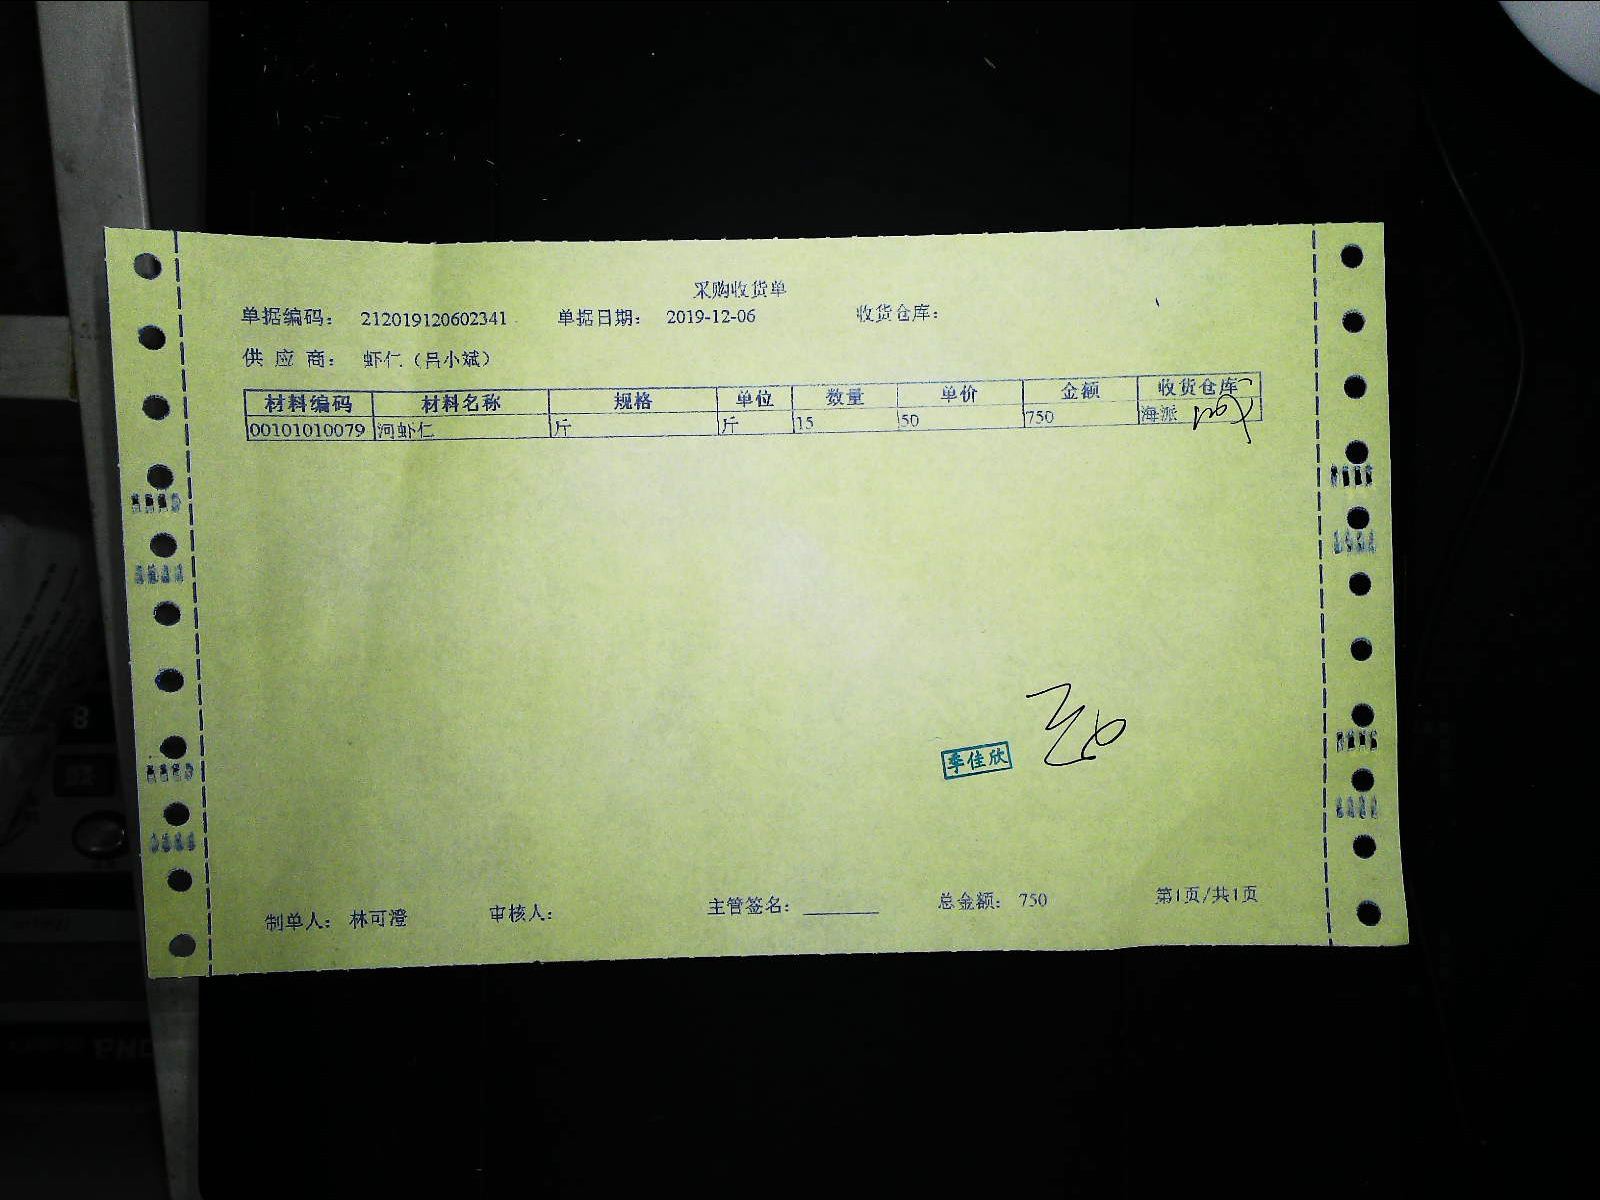 采购收货单
单据编码： 212019120602341 单据日期： 2019-12-06 收货仓库：
供应商： 虾仁（吕小斌）
材料编码 材料名称 规格 单位 数量 单价 金额 收货仓库
00101010079 河虾仁 斤 斤 15 50 750 海派
李佳欣
制单人： 林可澄 审核人： 主管签名： 总金额： 750 第1页/共1页